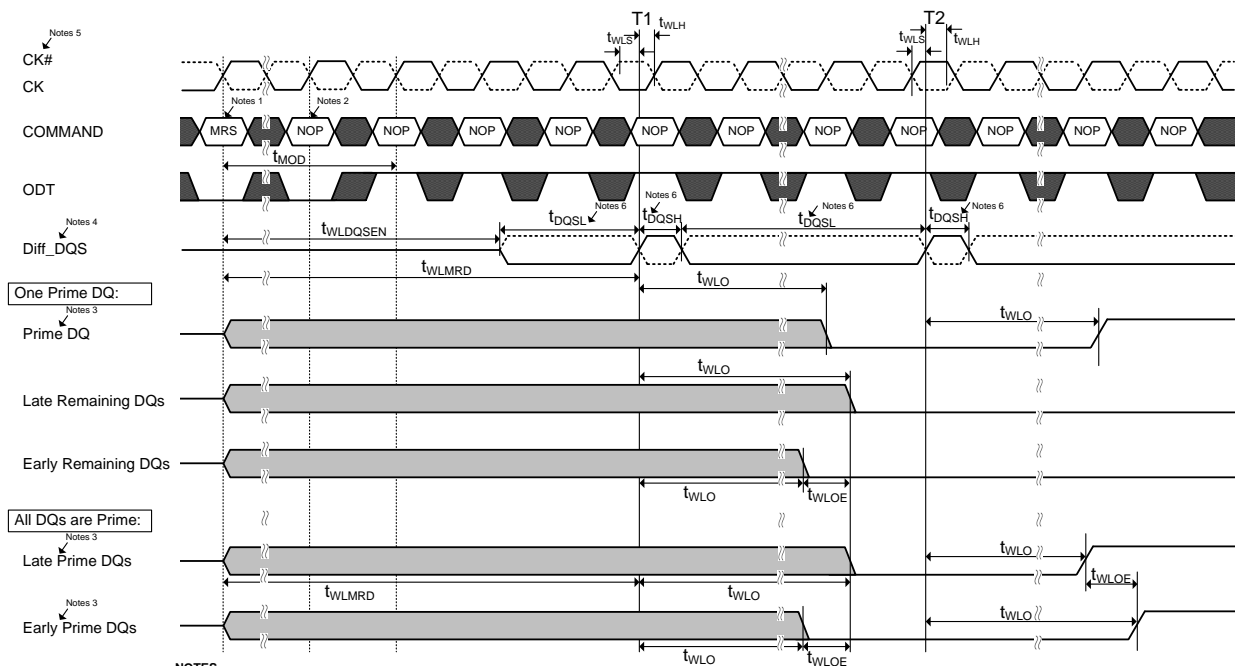 T1 T2
Notes 5 tWLS tWLH tWLS tWLH
CK#
CK
Notes 1 Notes 2
COMMAND MRS NOP NOP NOP NOP NOP NOP NOP NOP NOP NOP NOP
tMOD
ODT
Notes 4 Notes 6 Notes 6 Notes 6 Notes 6
tDQSL tDQSH tDQSL tDQSH
Diff_DQS tWLDQSEN
tWLMRD
tWLO
One Prime DQ:
Notes 3
Prime DQ tWLO
tWLO
Late Remaining DQs
Early Remaining DQs
tWLO tWLOE
All DQs are Prime:
Notes 3
Late Prime DQs tWLO
tWLMRD tWLO tWLOE
Notes 3
Early Prime DQs tWLO
tWLO tWLOE
NOTES